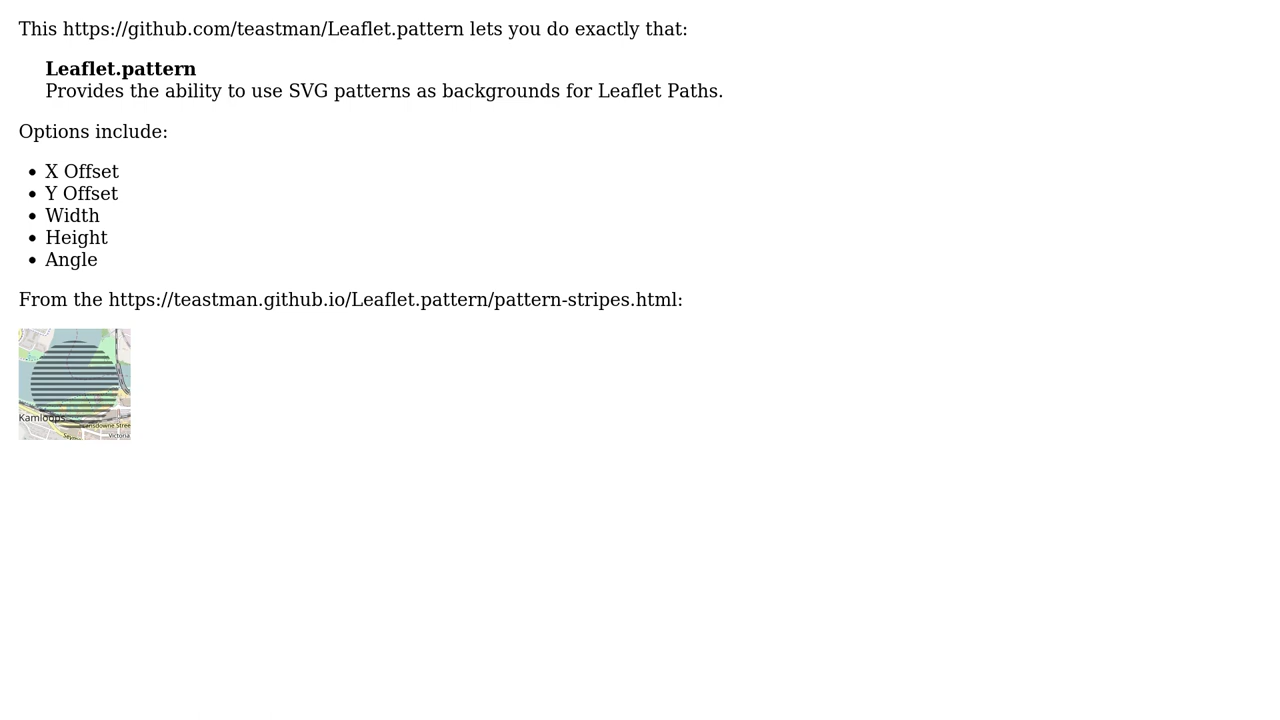 This https://github.com/teastman/Leaflet.pattern lets you do exactly that:
Leaflet.pattern
Provides the ability to use SVG patterns as backgrounds for Leaflet Paths.
Options include:
• X Offset
• Y Offset
• Width
• Height
• Angle
From the https://teastman.github.io/Leaflet.pattern/pattern-stripes.html:
Kamloops
Lansdowne Stree
Victoria